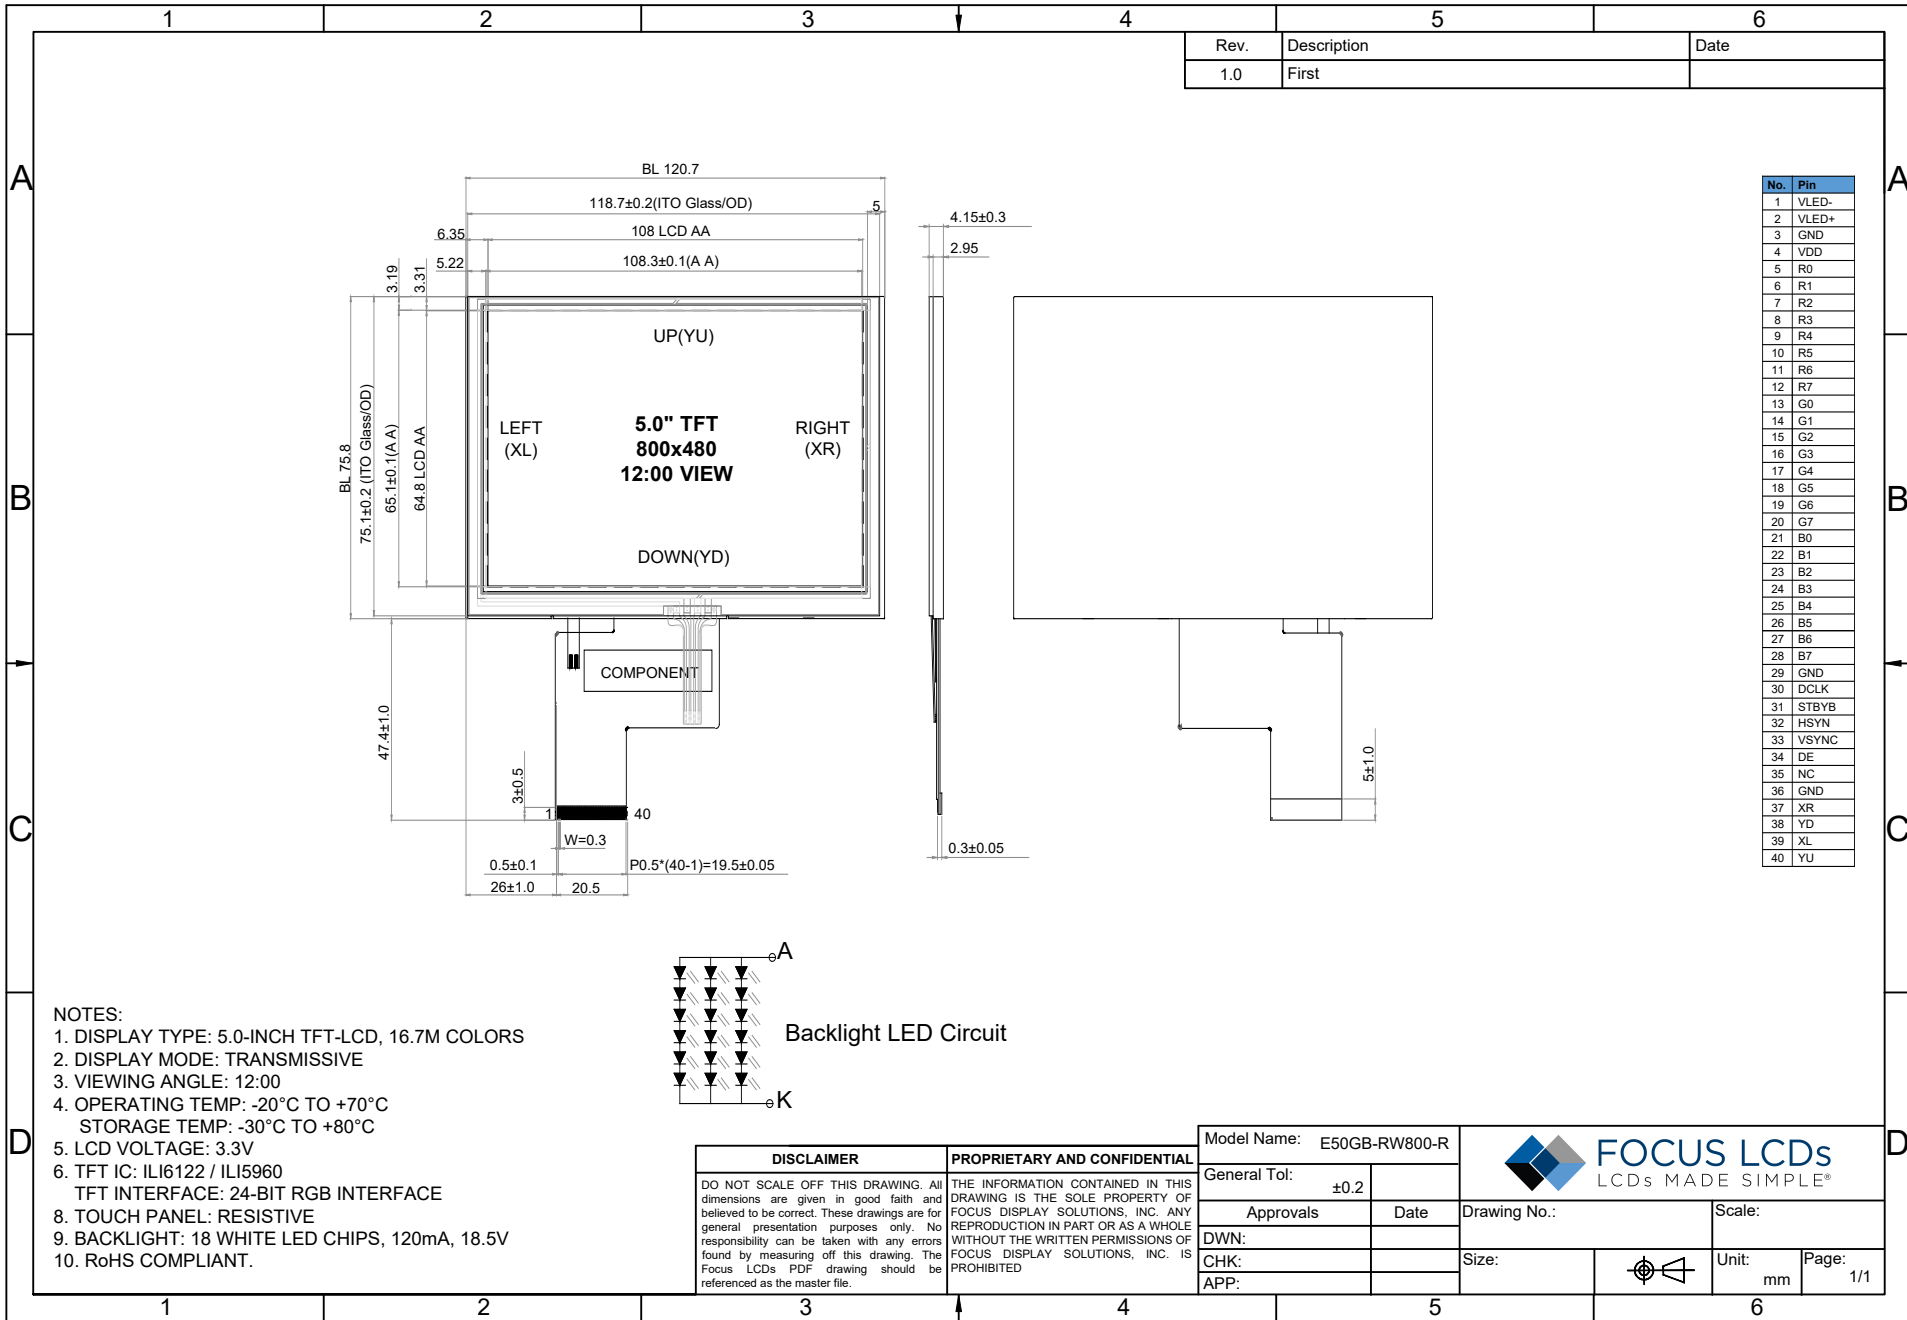 1 2 3 4 5 6
Rev. Description Date
1.0 First
A
B
C
D
A
B
C
D
BL 120.7
118.7±0.2(ITO Glass/OD)
5
6.35
108 LCD AA
5.22
108.3±0.1(A A)
3.19
3.31
BL 75.8
75.1±0.2 (ITO Glass/OD)
65.1±0.1(A A)
64.8 LCD AA
UP(YU)
LEFT
(XL)
5.0" TFT
800x480
12:00 VIEW
RIGHT
(XR)
DOWN(YD)
COMPONENT
47.4±1.0
3±0.5
1
40
W=0.3
0.5±0.1
P0.5*(40-1)=19.5±0.05
26±1.0
20.5
4.15±0.3
2.95
0.3±0.05
5±1.0
No. Pin
1 VLED-
2 VLED+
3 GND
4 VDD
5 R0
6 R1
7 R2
8 R3
9 R4
10 R5
11 R6
12 R7
13 G0
14 G1
15 G2
16 G3
17 G4
18 G5
19 G6
20 G7
21 B0
22 B1
23 B2
24 B3
25 B4
26 B5
27 B6
28 B7
29 GND
30 DCLK
31 STBYB
32 HSYN
33 VSYNC
34 DE
35 NC
36 GND
37 XR
38 YD
39 XL
40 YU
A
Backlight LED Circuit
K
NOTES:
1. DISPLAY TYPE: 5.0-INCH TFT-LCD, 16.7M COLORS
2. DISPLAY MODE: TRANSMISSIVE
3. VIEWING ANGLE: 12:00
4. OPERATING TEMP: -20°C TO +70°C
STORAGE TEMP: -30°C TO +80°C
5. LCD VOLTAGE: 3.3V
6. TFT IC: ILI6122 / ILI5960
TFT INTERFACE: 24-BIT RGB INTERFACE
8. TOUCH PANEL: RESISTIVE
9. BACKLIGHT: 18 WHITE LED CHIPS, 120mA, 18.5V
10. RoHS COMPLIANT.
DISCLAIMER
DO NOT SCALE OFF THIS DRAWING. All
dimensions are given in good faith and
believed to be correct. These drawings are for
general presentation purposes only. No
responsibility can be taken with any errors
found by measuring off this drawing. The
Focus LCDs PDF drawing should be
referenced as the master file.
PROPRIETARY AND CONFIDENTIAL
THE INFORMATION CONTAINED IN THIS
DRAWING IS THE SOLE PROPERTY OF
FOCUS DISPLAY SOLUTIONS, INC. ANY
REPRODUCTION IN PART OR AS A WHOLE
WITHOUT THE WRITTEN PERMISSIONS OF
FOCUS DISPLAY SOLUTIONS, INC. IS
PROHIBITED
Model Name: E50GB-RW800-R
General Tol:
±0.2
Approvals Date
DWN:
CHK:
APP:
FOCUS LCDs
LCDs MADE SIMPLE®
Drawing No.:
Scale:
Size:
Unit:
mm
Page:
1/1
1 2 3 4 5 6